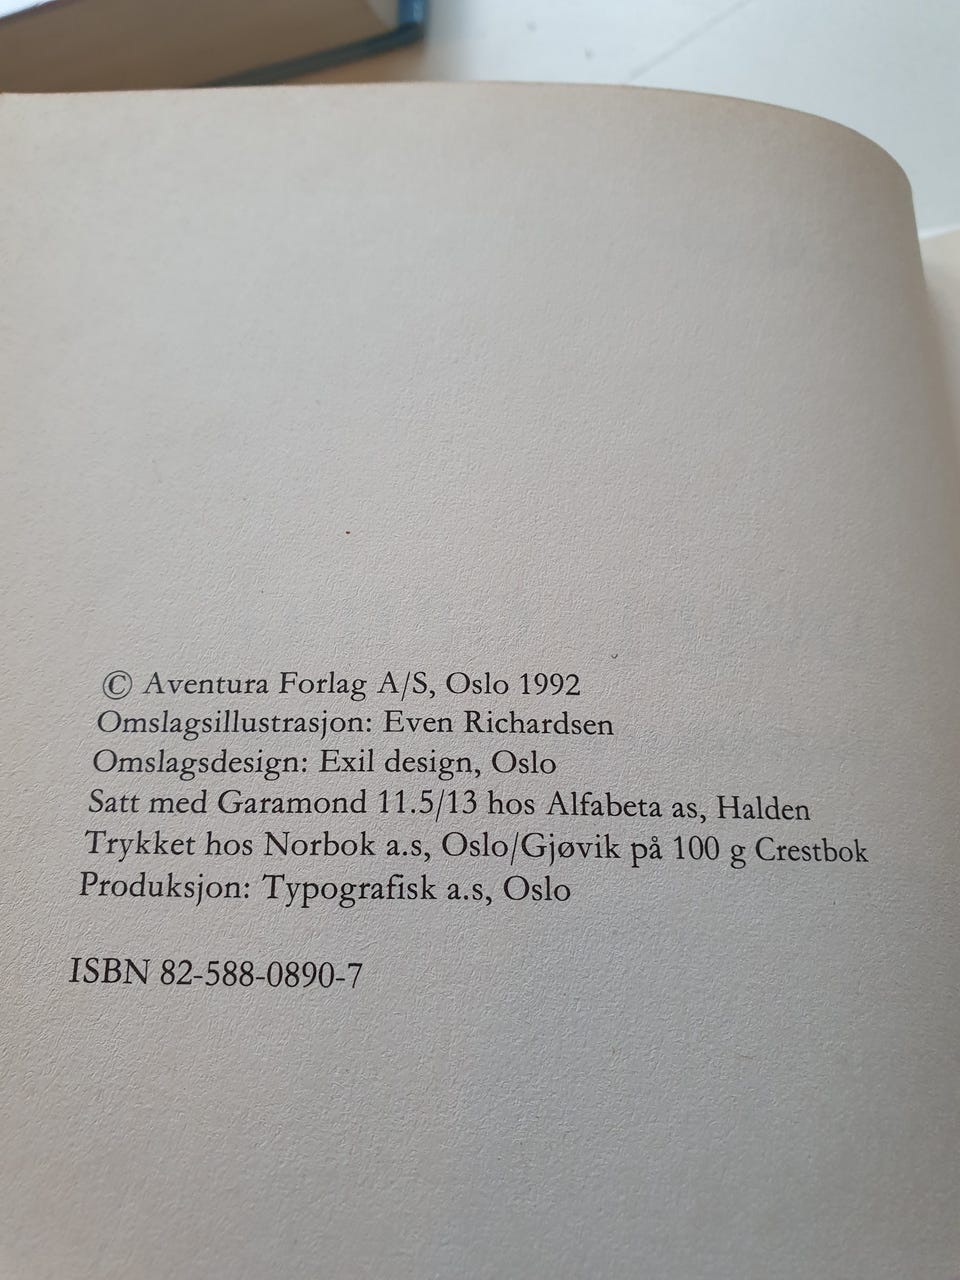 © Aventura Forlag A/S, Oslo 1992
Omslagsillustrasjon: Even Richardsen
Omslagsdesign: Exil design, Oslo
Satt med Garamond 11.5/13 hos Alfabeta as, Halden
Trykket hos Norbok a.s, Oslo/Gjøvik på 100 g Crestbok
Produksjon: Typografisk a.s, Oslo
ISBN 82-588-0890-7